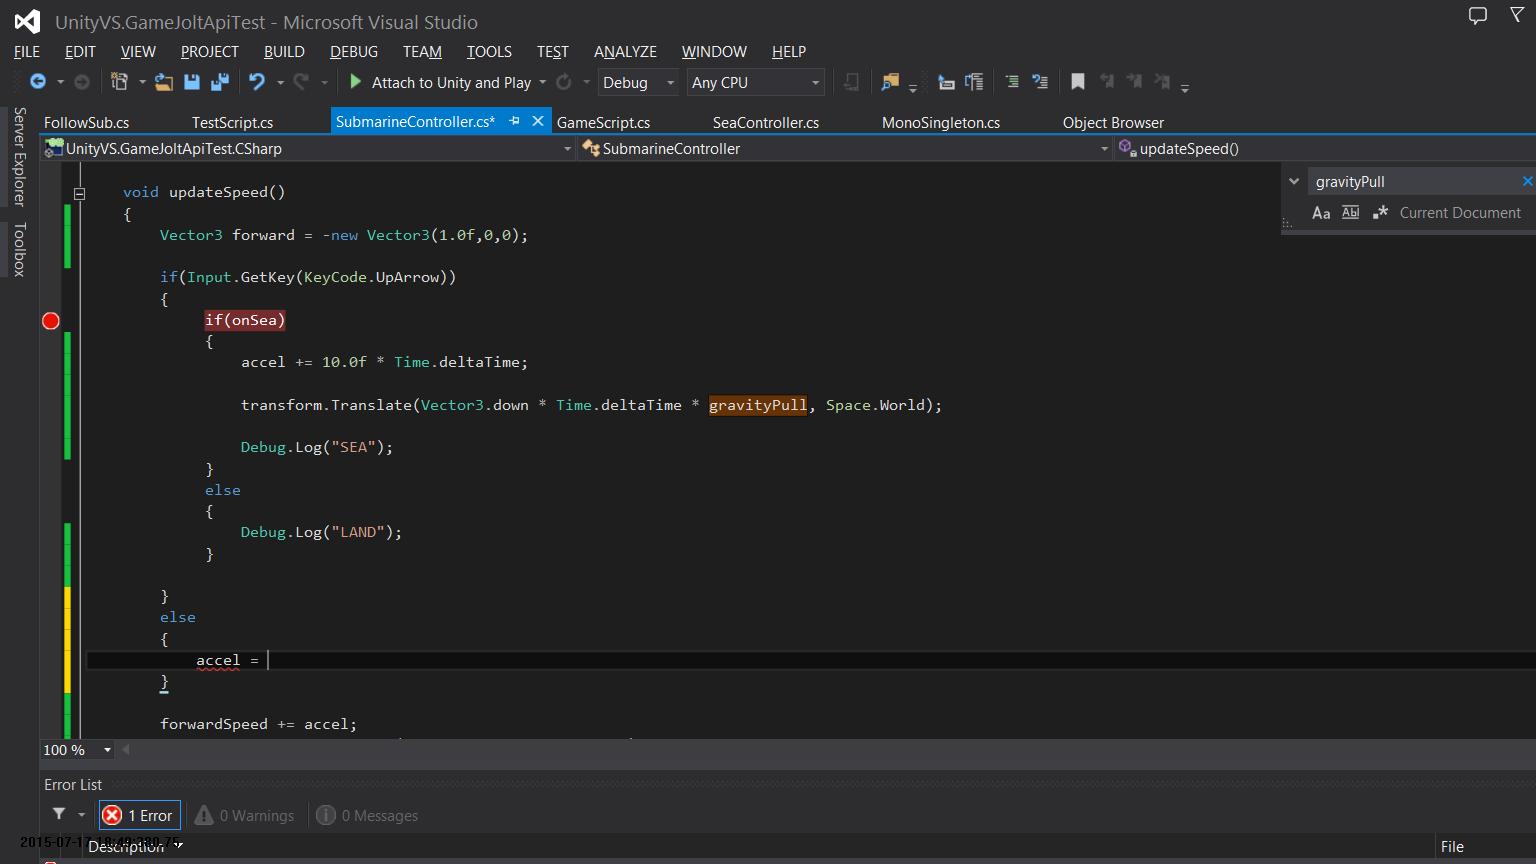 UnityVS.GameJoltApiTest - Microsoft Visual Studio
FILE EDIT VIEW PROJECT BUILD DEBUG TEAM TOOLS TEST ANALYZE WINDOW HELP
Attach to Unity and Play Debug Any CPU
Server Explorer
Toolbox
FollowSub.cs TestScript.cs SubmarineController.cs* GameScript.cs SeaController.cs MonoSingleton.cs Object Browser
UnityVS.GameJoltApiTest.CSharp SubmarineController updateSpeed()
gravityPull
Aa Abl .* Current Document
void updateSpeed()
{
Vector3 forward = -new Vector3(1.0f,0,0);
if(Input.GetKey(KeyCode.UpArrow))
{
if(onSea)
{
accel += 10.0f * Time.deltaTime;
transform.Translate(Vector3.down * Time.deltaTime * gravityPull, Space.World);
Debug.Log("SEA");
}
else
{
Debug.Log("LAND");
}
}
else
{
accel =
}
forwardSpeed += accel;
100 %
Error List
1 Error 0 Warnings 0 Messages
2015-07-17
Description File